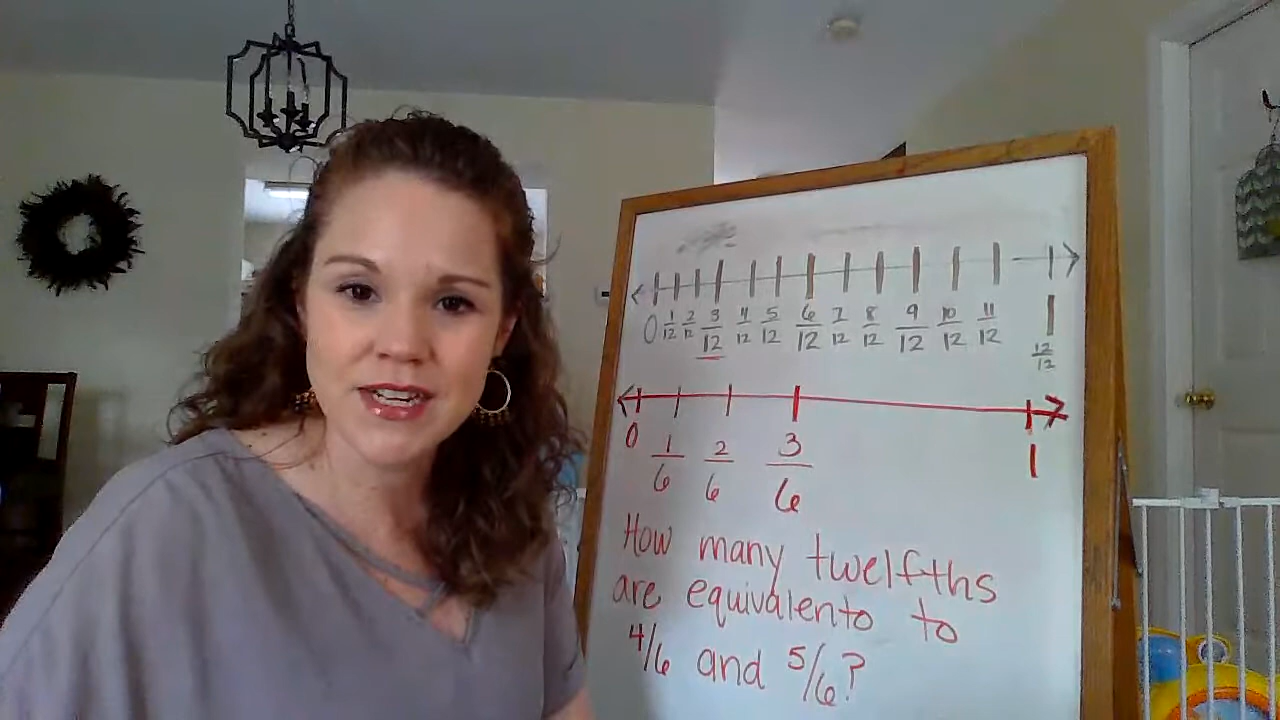 0 1/12 2/12 3/12 4/12 5/12 6/12 7/12 8/12 9/12 10/12 11/12 12/12
0 1/6 2/6 3/6 1
How many twelfths
are equivalento to
4/6 and 5/6?